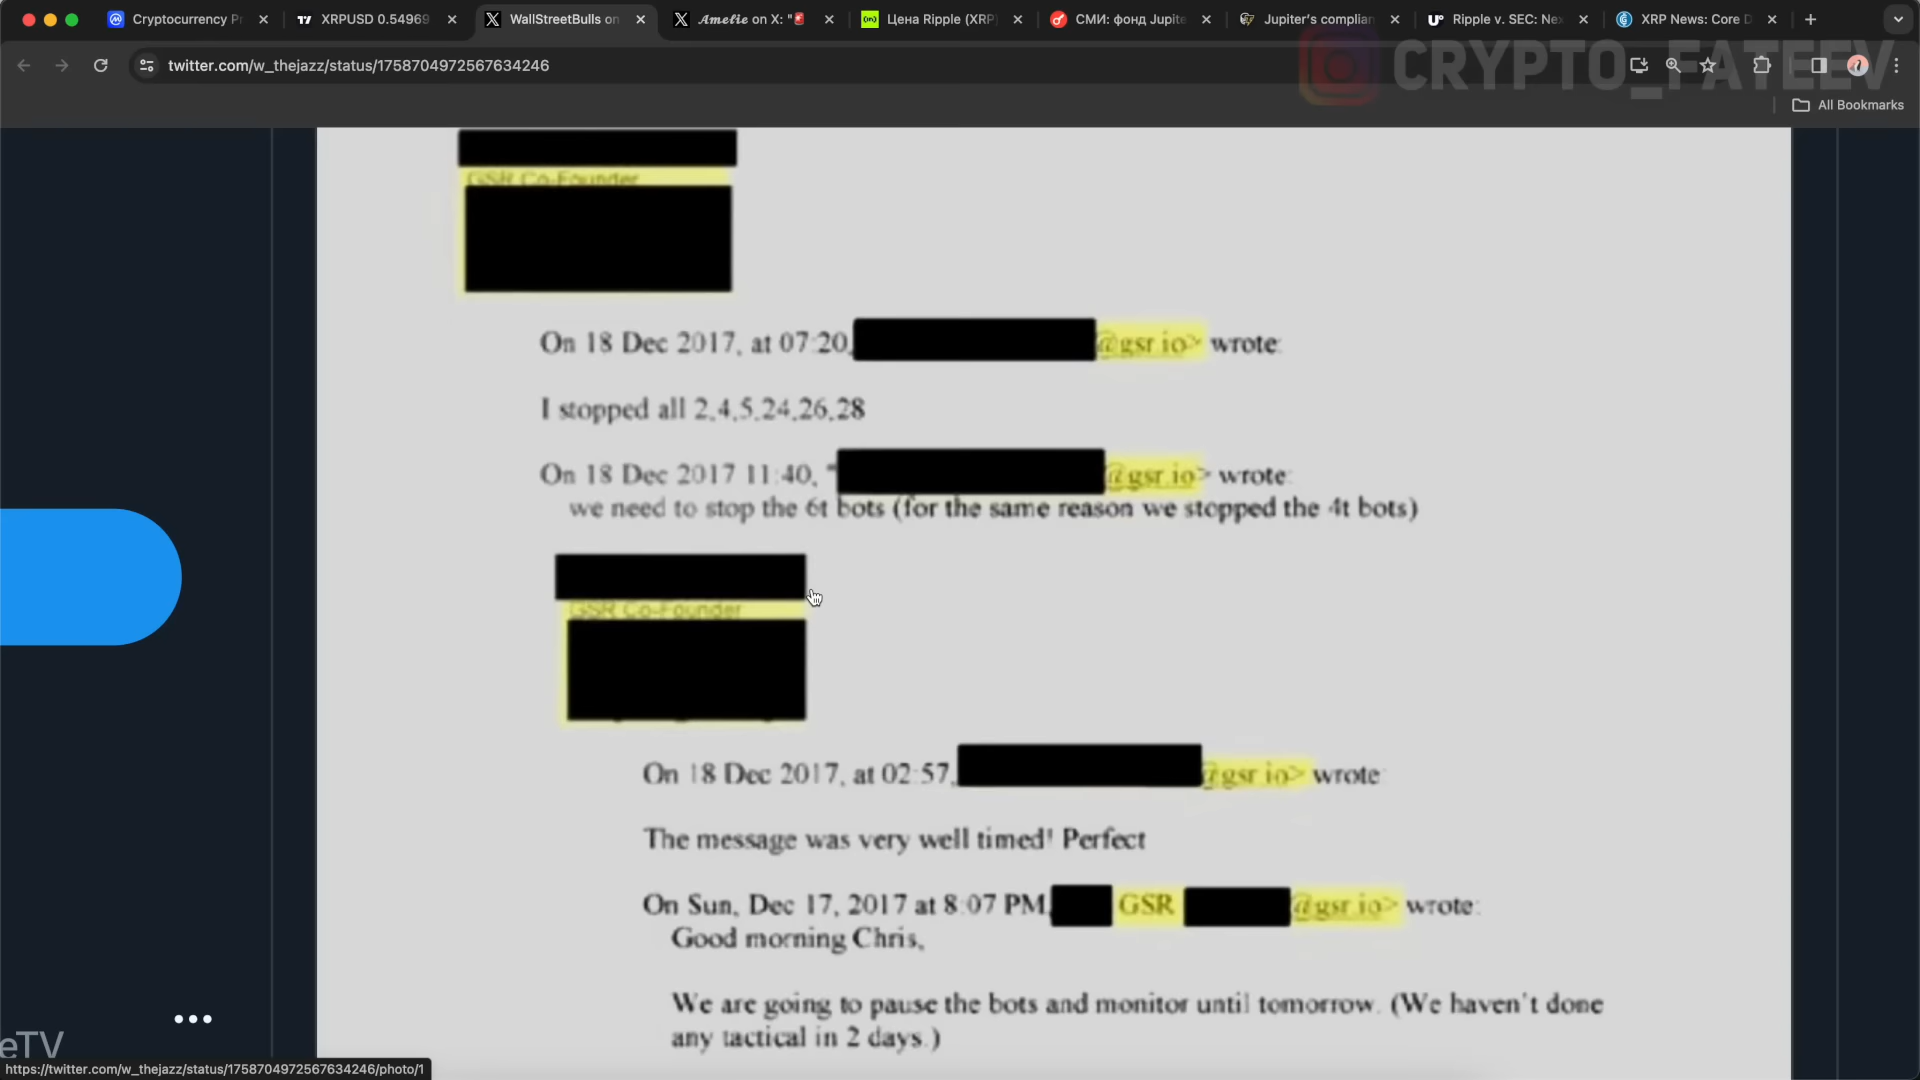 Cryptocurrency Pr
XRPUSD 0.54969
WallStreetBulls on
Amelie on X: "🚨
Цена Ripple (XRP)
СМИ: фонд Jupite
Jupiter's complian
Ripple v. SEC: Ne
XRP News: Core D
twitter.com/w_thejazz/status/1758704972567634246
CRYPTO_FATEEV
All Bookmarks
GSR Co-Founder
On 18 Dec 2017, at 07:20, @gsr.io> wrote:
I stopped all 2,4,5,24,26,28
On 18 Dec 2017 11:40, " @gsr.io> wrote:
we need to stop the 6t bots (for the same reason we stopped the 4t bots)
GSR Co-Founder
On 18 Dec 2017, at 02:57, @gsr.io> wrote:
The message was very well timed! Perfect
On Sun, Dec 17, 2017 at 8:07 PM, GSR @gsr.io> wrote:
Good morning Chris,
We are going to pause the bots and monitor until tomorrow. (We haven't done
any tactical in 2 days.)
eTV
https://twitter.com/w_thejazz/status/1758704972567634246/photo/1